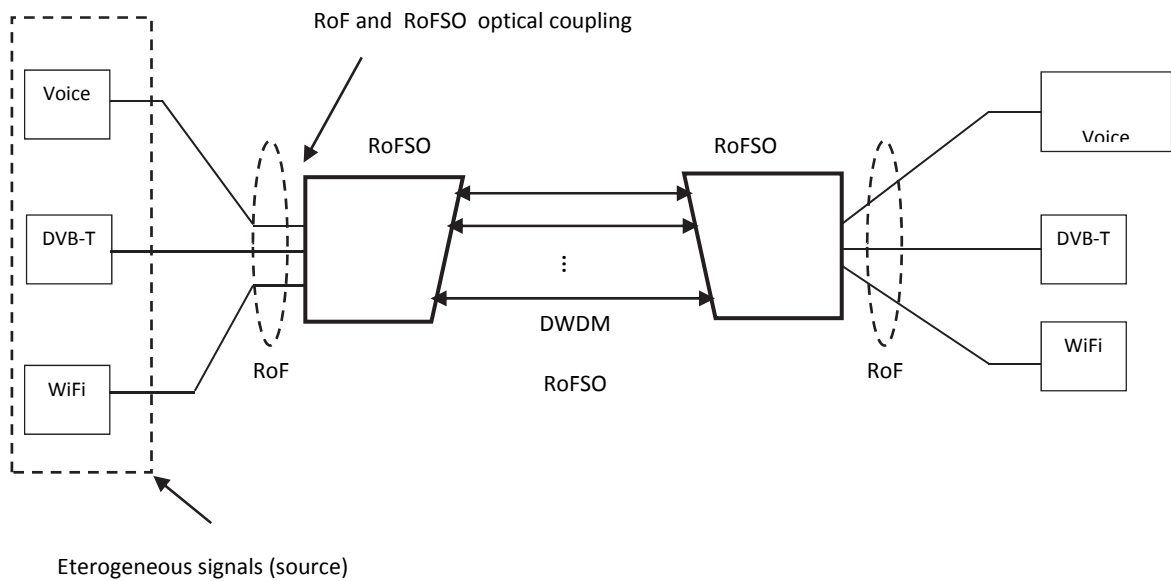 RoF and RoFSO optical coupling
Voice
RoFSO
RoFSO
Voice
DVB-T
DVB-T
...
DWDM
WiFi
RoF
RoFSO
RoF
WiFi
Eterogeneous signals (source)